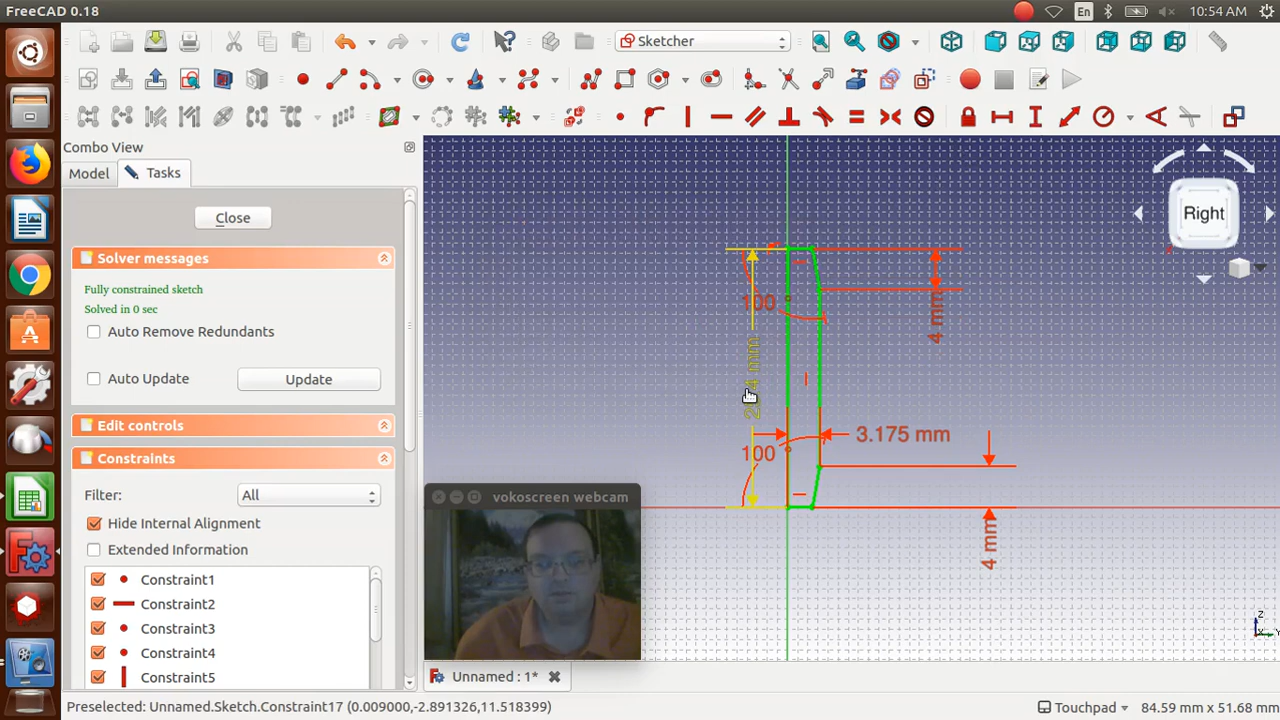 FreeCAD 0.18
En
10:54 AM
Sketcher
Combo View
Model
Tasks
Close
Solver messages
Fully constrained sketch
Solved in 0 sec
Auto Remove Redundants
Auto Update
Update
Edit controls
Constraints
Filter:
All
Hide Internal Alignment
Extended Information
Constraint1
Constraint2
Constraint3
Constraint4
Constraint5
Right
100
4 mm
3.175 mm
100
4 mm
Z
vokoscreen webcam
Unnamed : 1*
Preselected: Unnamed.Sketch.Constraint17 (0.009000,-2.891326,11.518399)
Touchpad
84.59 mm x 51.68 mm